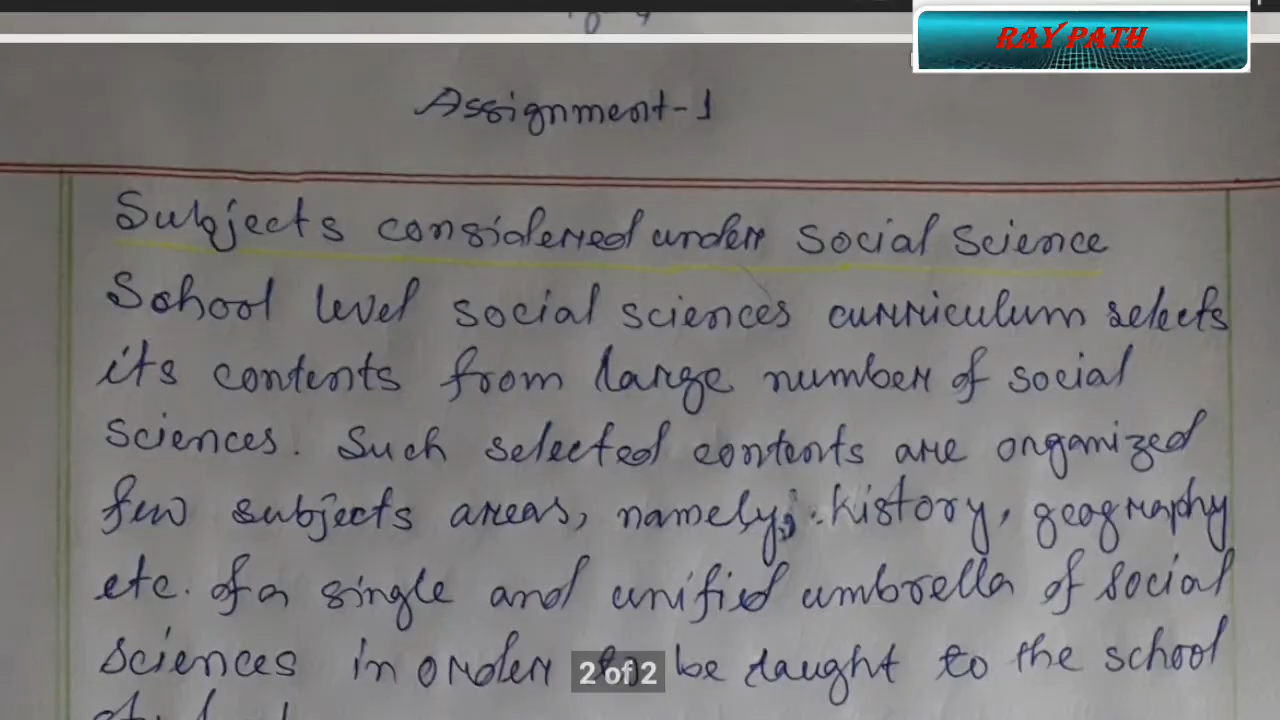 RAY PATH
Assignment-1
Subjects considered under Social Science
School level social sciences curriculum selects
its contents from large number of social
sciences. Such selected contents are organized
few subjects areas, namely, history, geography
etc. of a single and unified umbrella of social
sciences in order to be taught to the school
2 of 2